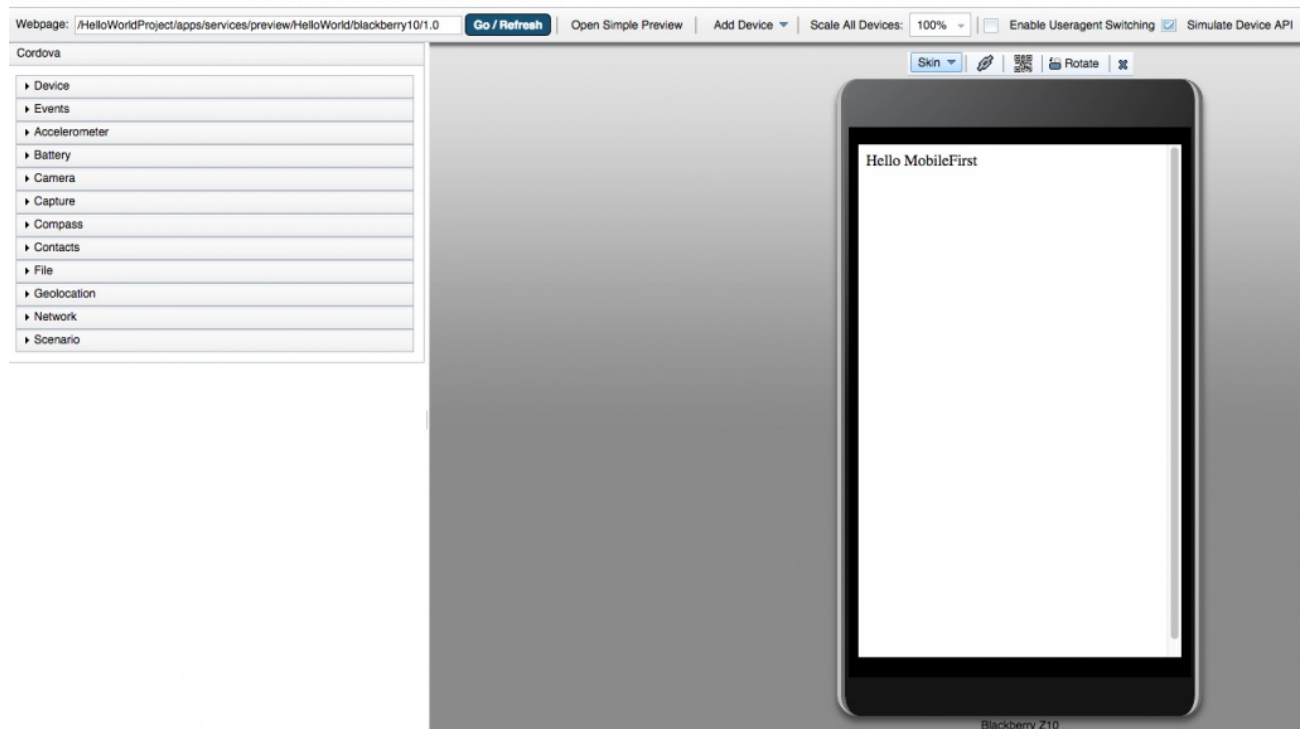 Webpage: /HelloWorldProject/apps/services/preview/HelloWorld/blackberry10/1.0 Go / Refresh Open Simple Preview Add Device Scale All Devices: 100% Enable Useragent Switching Simulate Device API
Cordova
Skin Rotate
Device
Events
Accelerometer
Battery
Camera
Capture
Compass
Contacts
File
Geolocation
Network
Scenario
Hello MobileFirst
Blackberry Z10